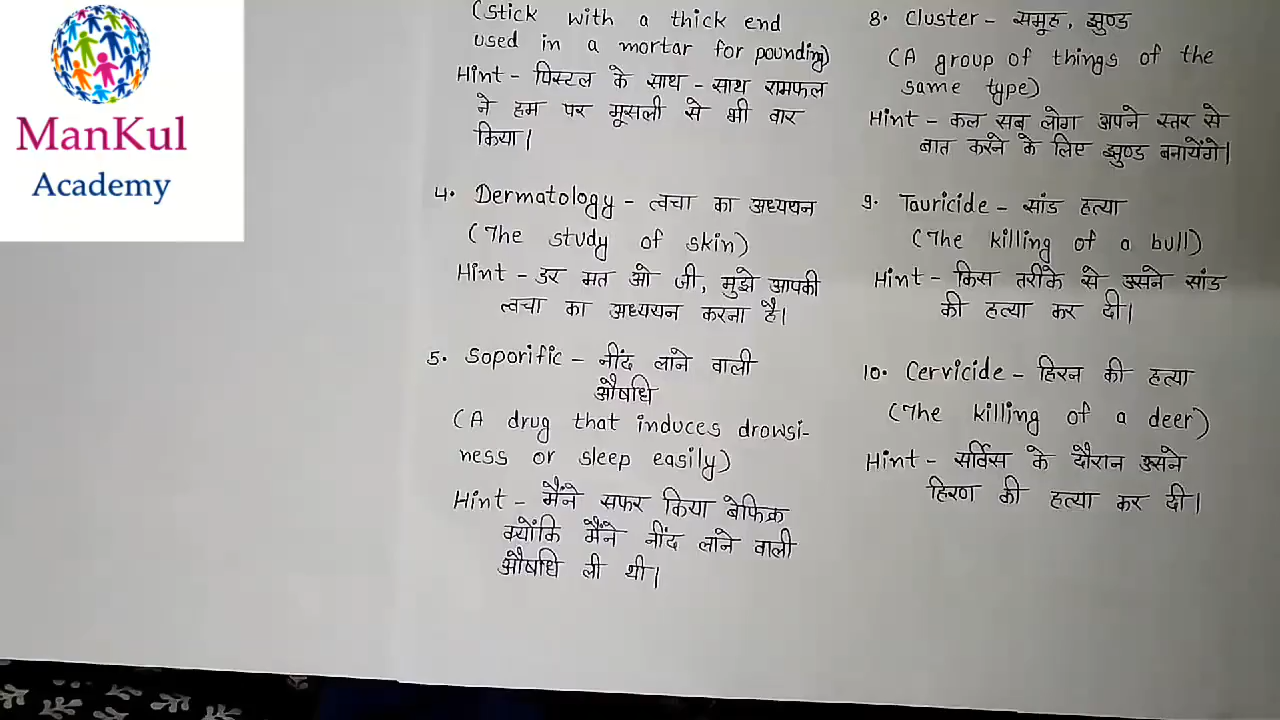 ManKul
Academy
(stick with a thick end
used in a mortar for pounding)
Hint - पिस्टल के साथ - साथ रामफल
ने हम पर मूसली से भी वार
किया।
4. Dermatology - त्वचा का अध्ययन
(The study of skin)
Hint - डर मत ओ जी, मुझे आपकी
त्वचा का अध्ययन करना है।
5. Soporific - नींद लाने वाली
औषधि
(A drug that induces drowsi-
ness or sleep easily)
Hint - मैंने सफर किया बेफिक्र
क्योंकि मैंने नींद लाने वाली
औषधि ली थी।
8. Cluster - समूह, झुण्ड
(A group of things of the
same type)
Hint - कल सब लोग अपने स्तर से
बात करने के लिए झुण्ड बनायेंगे।
9. Tauricide - सांड हत्या
(The killing of a bull)
Hint - किस तरीके से उसने सांड
की हत्या कर दी।
10. Cervicide - हिरन की हत्या
(The killing of a deer)
Hint - सर्विस के दौरान उसने
हिरण की हत्या कर दी।